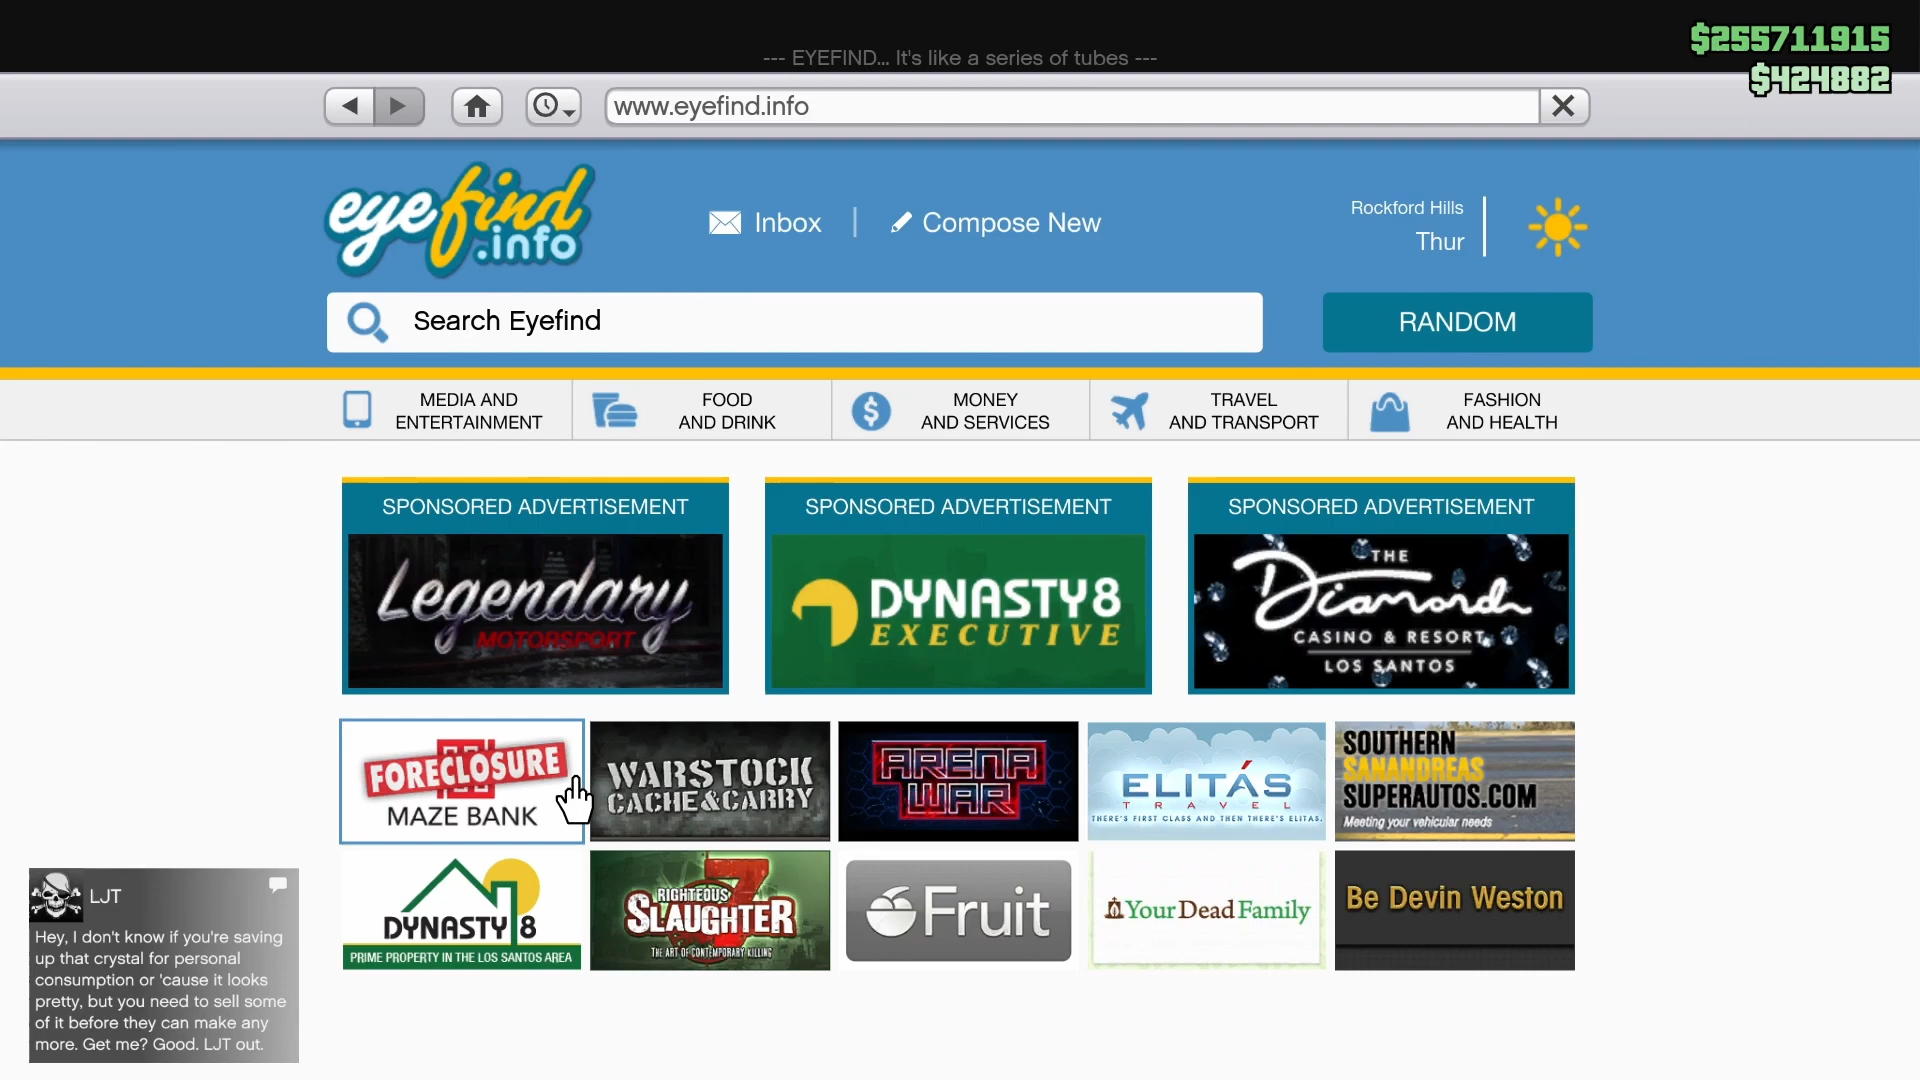 $255711915
--- EYEFIND... It's like a series of tubes ---
$424882
www.eyefind.info
eyefind
.info
Inbox
Compose New
Rockford Hills
Thur
Search Eyefind
RANDOM
MEDIA AND
ENTERTAINMENT
FOOD
AND DRINK
MONEY
AND SERVICES
TRAVEL
AND TRANSPORT
FASHION
AND HEALTH
SPONSORED ADVERTISEMENT
Legendary
MOTORSPORT
SPONSORED ADVERTISEMENT
DYNASTY 8
EXECUTIVE
SPONSORED ADVERTISEMENT
THE
Diamond
CASINO & RESORT
LOS SANTOS
FORECLOSURE
MAZE BANK
WARSTOCK
CACHE&CARRY
ARENA
WAR
ELITÁS
TRAVEL
THERE'S FIRST CLASS AND THEN THERE'S ELITAS.
SOUTHERN
SANANDREAS
SUPERAUTOS.COM
Meeting your vehicular needs
DYNASTY 8
PRIME PROPERTY IN THE LOS SANTOS AREA
RIGHTEOUS
SLAUGHTER
7
THE ART OF CONTEMPORARY KILLING
Fruit
YourDeadFamily
Be Devin Weston
LJT
Hey, I don't know if you're saving
up that crystal for personal
consumption or 'cause it looks
pretty, but you need to sell some
of it before they can make any
more. Get me? Good. LJT out.